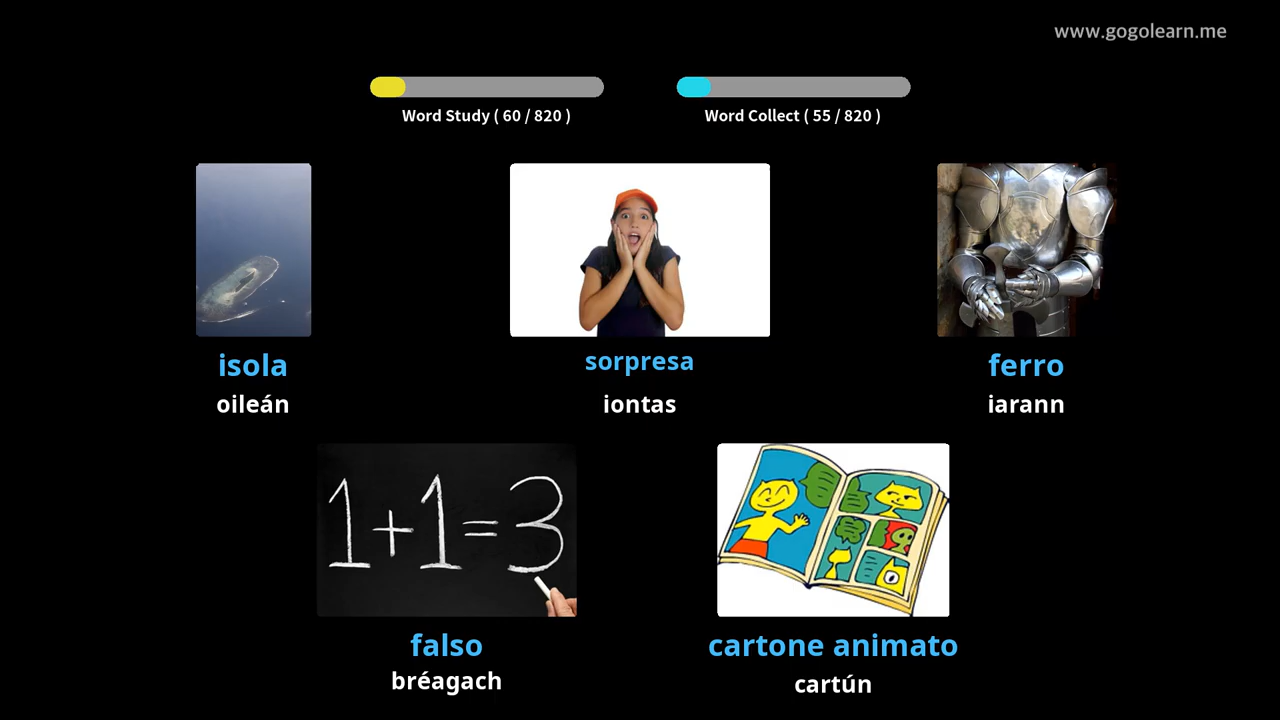 www.gogolearn.me
Word Study ( 60 / 820 )
Word Collect ( 55 / 820 )
isola
oileán
sorpresa
iontas
ferro
iarann
1+1=3
falso
bréagach
cartone animato
cartún